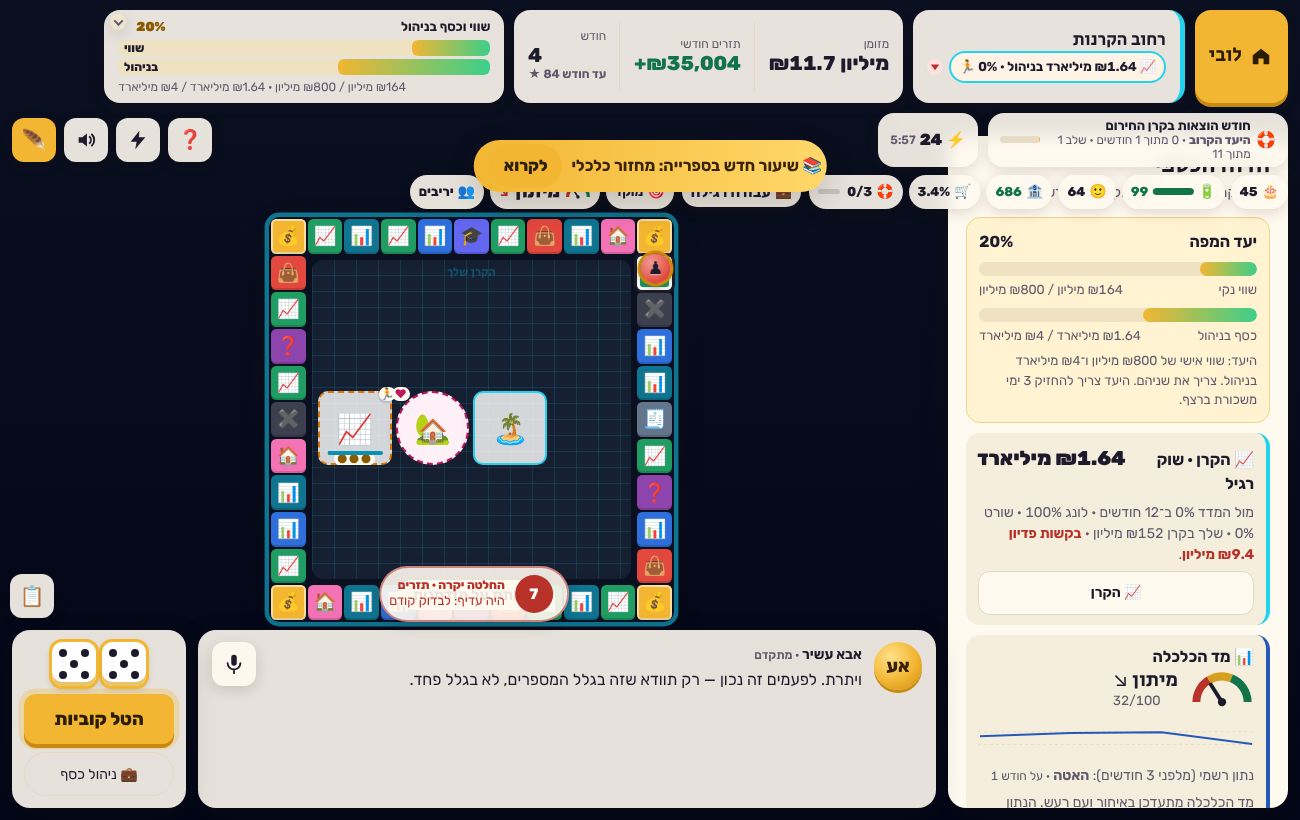 לובי
רחוב הקרנות
📈 ₪1.64 מיליארד בניהול · 0% 🏃
מזומן
₪11.7 מיליון
תזרים חודשי
+₪35,004
חודש
4
עד חודש 84 ★
שווי וכסף בניהול
20%
שווי
בניהול
₪164 מיליון / ₪800 מיליון · ₪1.64 מיליארד / ₪4 מיליארד
חודש הוצאות בקרן החירום
היעד הקרוב · 0 מתוך 1 חודשים · שלב 1 מתוך 11
⚡ 24 5:57
📚 שיעור חדש בספרייה: מחזור כלכלי
לקרוא
🎂 45
🔋 99
🙂 64
🏦 686
🛒 3.4%
🛟 0/3
👥 יריבים
יעד המפה
20%
שווי נקי
₪164 מיליון / ₪800 מיליון
כסף בניהול
₪1.64 מיליארד / ₪4 מיליארד
היעד: שווי אישי של ₪800 מיליון ו־₪4 מיליארד
בניהול. צריך את שניהם. היעד צריך להחזיק 3 ימי
משכורת ברצף.
📈 הקרן · שוק רגיל
₪1.64 מיליארד
מול המדד 0% ב־12 חודשים · לונג 100% · שורט
0% · שלך בקרן ₪152 מיליון · בקשות פדיון
₪9.4 מיליון.
📈 הקרן
📊 מד הכלכלה
מיתון ↘
32/100
נתון רשמי (מלפני 3 חודשים): האטה · על חודש 1
מד הכלכלה מתעדכן באיחור ועם רעש. הנתון
הקרן שלך
7
החלטה יקרה · תזרים
היה עדיף: לבדוק קודם
אע
אבא עשיר · מתקדם
ויתרת. לפעמים זה נכון – רק תוודא שזה בגלל המספרים, לא בגלל פחד.
הטל קוביות
💼 ניהול כסף